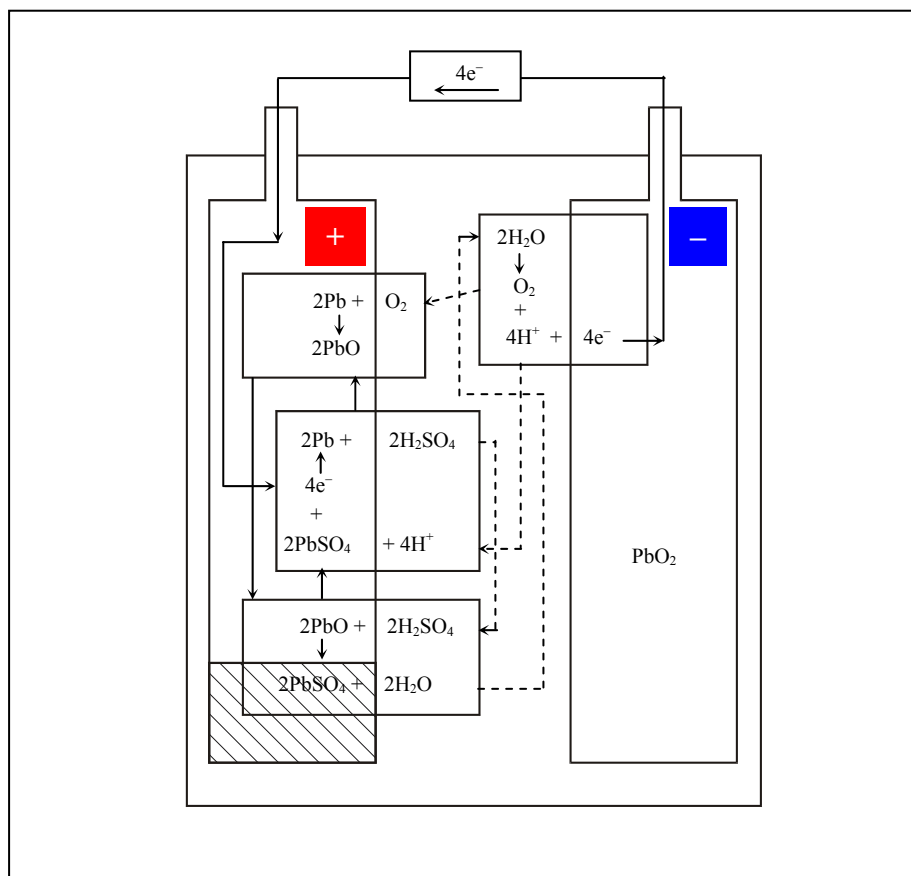 4e⁻
+
−
2H₂O
O₂
+
4H⁺ + 4e⁻
2Pb + O₂
2PbO
2Pb + 2H₂SO₄
4e⁻
+
2PbSO₄ + 4H⁺
PbO₂
2PbO + 2H₂SO₄
2PbSO₄ + 2H₂O